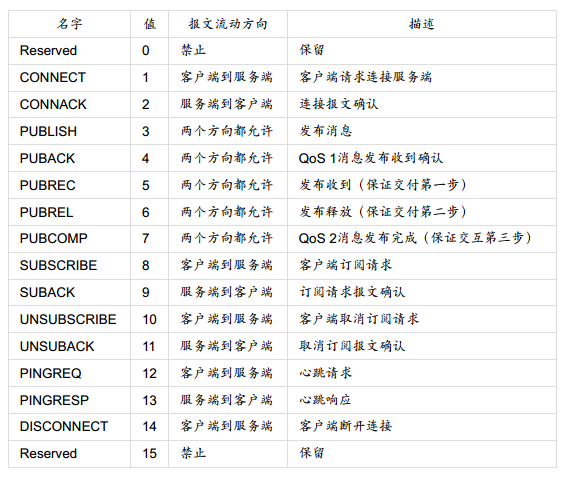 名字 值 报文流动方向 描述
Reserved 0 禁止 保留
CONNECT 1 客户端到服务端 客户端请求连接服务端
CONNACK 2 服务端到客户端 连接报文确认
PUBLISH 3 两个方向都允许 发布消息
PUBACK 4 两个方向都允许 QoS 1消息发布收到确认
PUBREC 5 两个方向都允许 发布收到（保证交付第一步）
PUBREL 6 两个方向都允许 发布释放（保证交付第二步）
PUBCOMP 7 两个方向都允许 QoS 2消息发布完成（保证交互第三步）
SUBSCRIBE 8 客户端到服务端 客户端订阅请求
SUBACK 9 服务端到客户端 订阅请求报文确认
UNSUBSCRIBE 10 客户端到服务端 客户端取消订阅请求
UNSUBACK 11 服务端到客户端 取消订阅报文确认
PINGREQ 12 客户端到服务端 心跳请求
PINGRESP 13 服务端到客户端 心跳响应
DISCONNECT 14 客户端到服务端 客户端断开连接
Reserved 15 禁止 保留